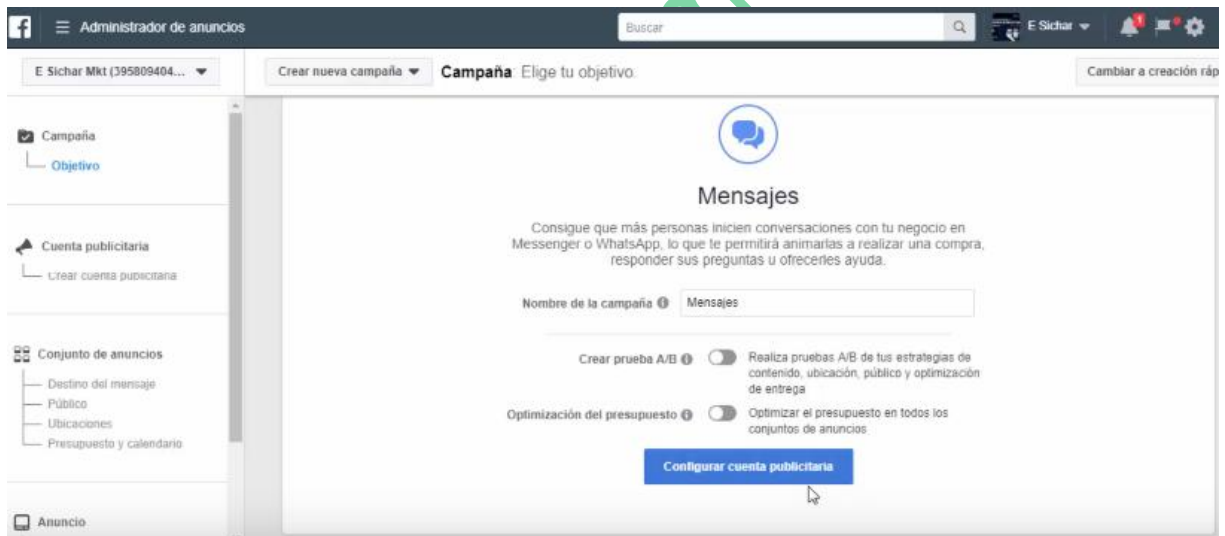 f Administrador de anuncios Buscar E Sichar 1
E Sichar Mkt (395809404... Crear nueva campaña Campaña: Elige tu objetivo. Cambiar a creación ráp
Campaña
Objetivo
Cuenta publicitaria
Crear cuenta publicitaria
Conjunto de anuncios
Destino del mensaje
Público
Ubicaciones
Presupuesto y calendario
Anuncio
Mensajes
Consigue que más personas inicien conversaciones con tu negocio en
Messenger o WhatsApp, lo que te permitirá animarlas a realizar una compra,
responder sus preguntas u ofrecerles ayuda.
Nombre de la campaña Mensajes
Crear prueba A/B Realiza pruebas A/B de tus estrategias de
contenido, ubicación, público y optimización
de entrega
Optimización del presupuesto Optimizar el presupuesto en todos los
conjuntos de anuncios
Configurar cuenta publicitaria